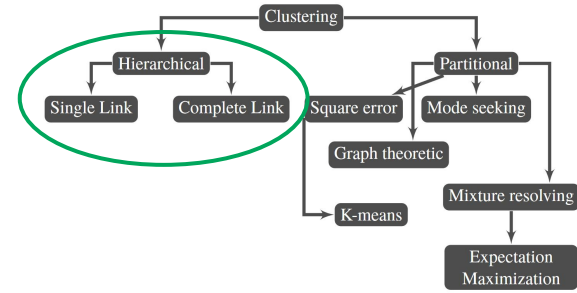 Clustering
Hierarchical
Partitional
Single Link
Complete Link
Square error
Mode seeking
Graph theoretic
Mixture resolving
K-means
Expectation
Maximization